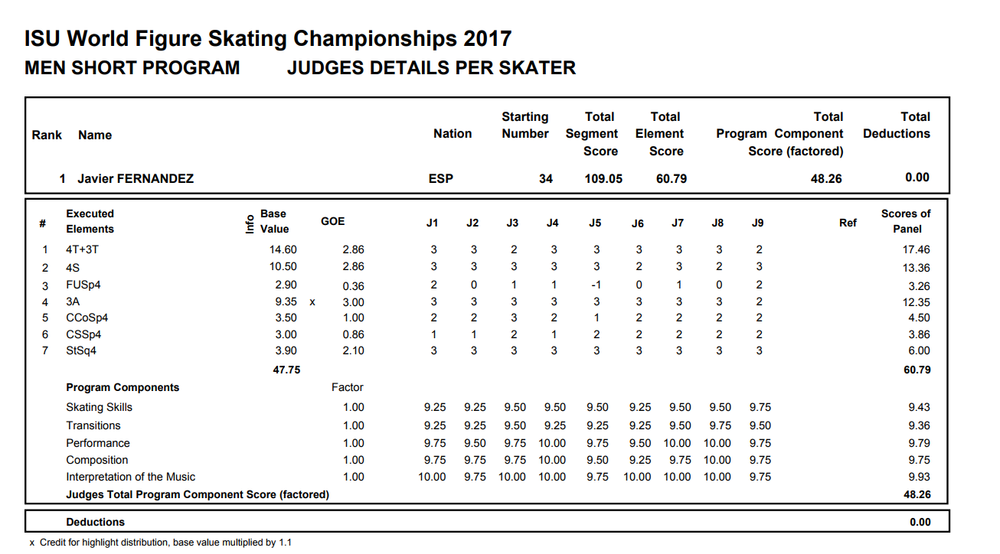 ISU World Figure Skating Championships 2017
MEN SHORT PROGRAM JUDGES DETAILS PER SKATER
Rank Name Nation Starting Number Total Segment Score Total Element Score Total Program Component Score (factored) Total Deductions
1 Javier FERNANDEZ ESP 34 109.05 60.79 48.26 0.00
# Executed Elements Info Base Value GOE J1 J2 J3 J4 J5 J6 J7 J8 J9 Ref Scores of Panel
1 4T+3T 14.60 2.86 3 3 2 3 3 3 3 3 2 17.46
2 4S 10.50 2.86 3 3 3 3 3 2 3 2 3 13.36
3 FUSp4 2.90 0.36 2 0 1 1 -1 0 1 0 2 3.26
4 3A 9.35 x 3.00 3 3 3 3 3 3 3 3 2 12.35
5 CCoSp4 3.50 1.00 2 2 3 2 1 2 2 2 2 4.50
6 CSSp4 3.00 0.86 1 1 2 1 2 2 2 2 2 3.86
7 StSq4 3.90 2.10 3 3 3 3 3 3 3 3 3 6.00
47.75 60.79
Program Components Factor
Skating Skills 1.00 9.25 9.25 9.50 9.50 9.50 9.25 9.50 9.50 9.75 9.43
Transitions 1.00 9.25 9.25 9.50 9.25 9.25 9.25 9.50 9.75 9.50 9.36
Performance 1.00 9.75 9.50 9.75 10.00 9.75 9.50 10.00 10.00 9.75 9.79
Composition 1.00 9.75 9.75 9.75 10.00 9.50 9.25 9.75 10.00 9.75 9.75
Interpretation of the Music 1.00 10.00 9.75 10.00 10.00 9.75 10.00 10.00 10.00 9.75 9.93
Judges Total Program Component Score (factored) 48.26
Deductions 0.00
x Credit for highlight distribution, base value multiplied by 1.1